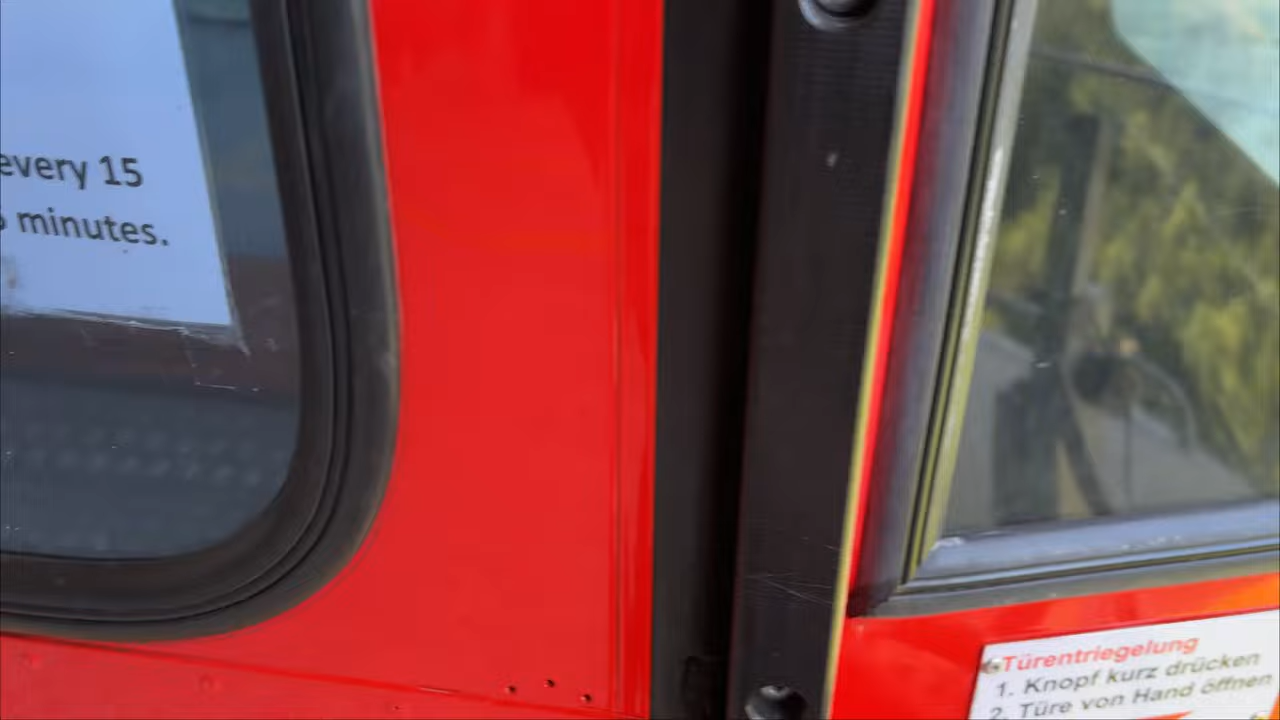 every 15
minutes.
Türentriegelung
1. Knopf kurz drücken
2. Türe von Hand öffnen